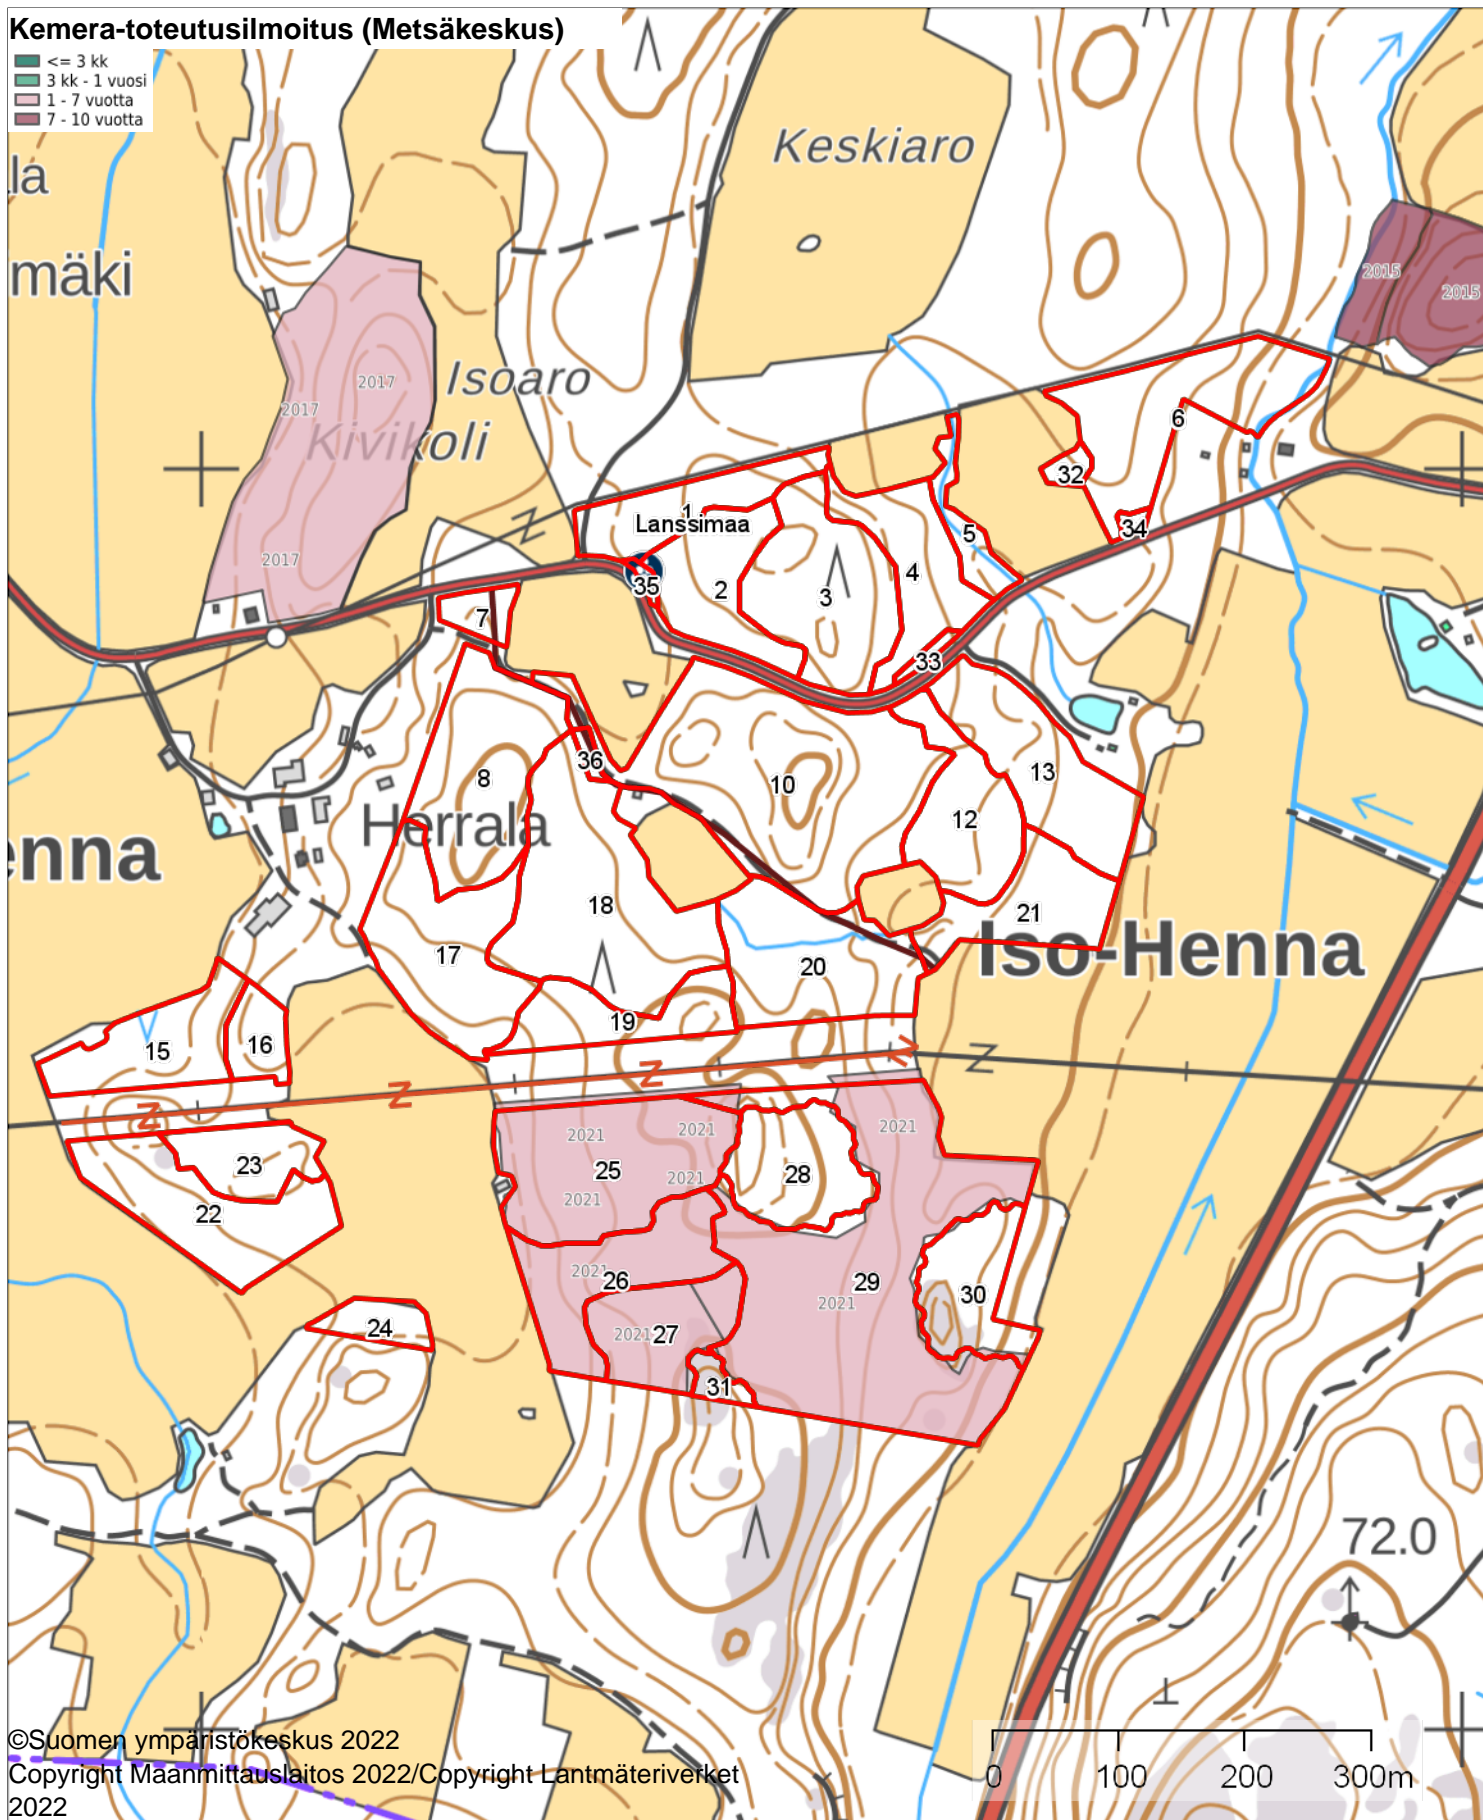 Kemera-toteutusilmoitus (Metsäkeskus)
<= 3 kk
3 kk - 1 vuosi
1 - 7 vuotta
7 - 10 vuotta
Keskiaro
la
mäki
2015
2015
Isoaro
2017
2017
Kivikoli
6
32
1
Lanssimaa
34
5
2017
4
35
2
3
7
33
36
13
8
10
12
Herrala
enna
18
21
17
Iso-Henna
20
19
15
16
2021
2021
2021
23
25
2021
28
2021
22
2021
26
29
30
2021
24
2021
27
31
72.0
©Suomen ympäristökeskus 2022
Copyright Maanmittauslaitos 2022/Copyright Lantmäteriverket
2022
0 100 200 300m